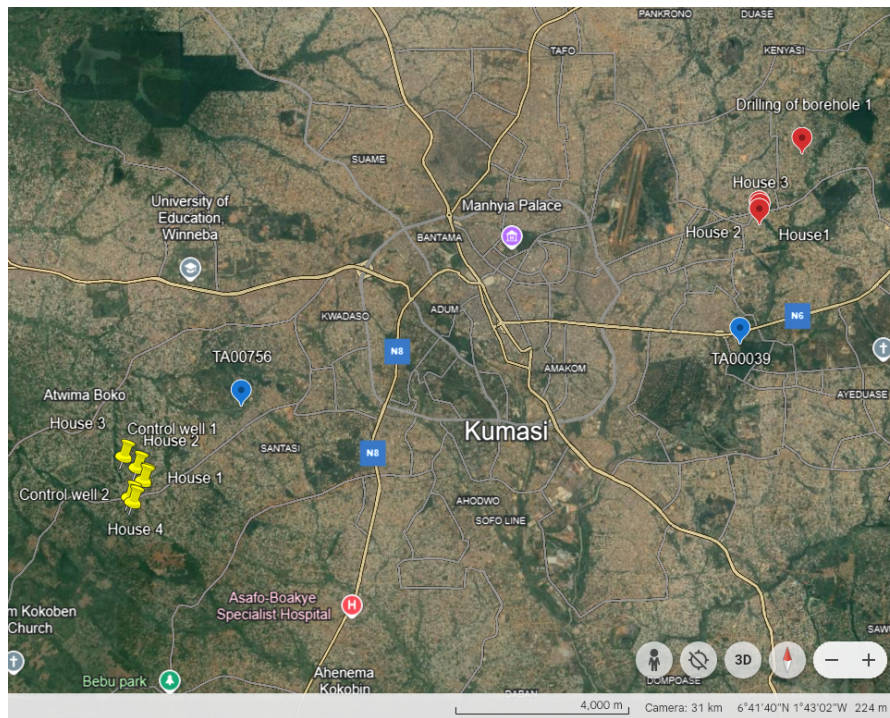 PANKRONO
DUASE
TAFO
KENYASI
Drilling of borehole 1
SUAME
House 3
University of
Education,
Winneba
Manhyia Palace
House 2
House1
BANTAMA
ADUM
KWADASO
N6
N8
TA00756
TA00039
AMAKOM
Atwima Boko
AYEDUASE
House 3
Control well 1
House 2
Kumasi
SANTASI
N8
House 1
Control well 2
AHODWO
SOFO LINE
House 4
Asafo-Boakye
Specialist Hospital
m Kokoben
Church
SAWU
Bebu park
Ahenema
Kokobin
DABAN
DOMPOASE
3D
4,000 m
Camera: 31 km
6°41'40"N 1°43'02"W
224 m